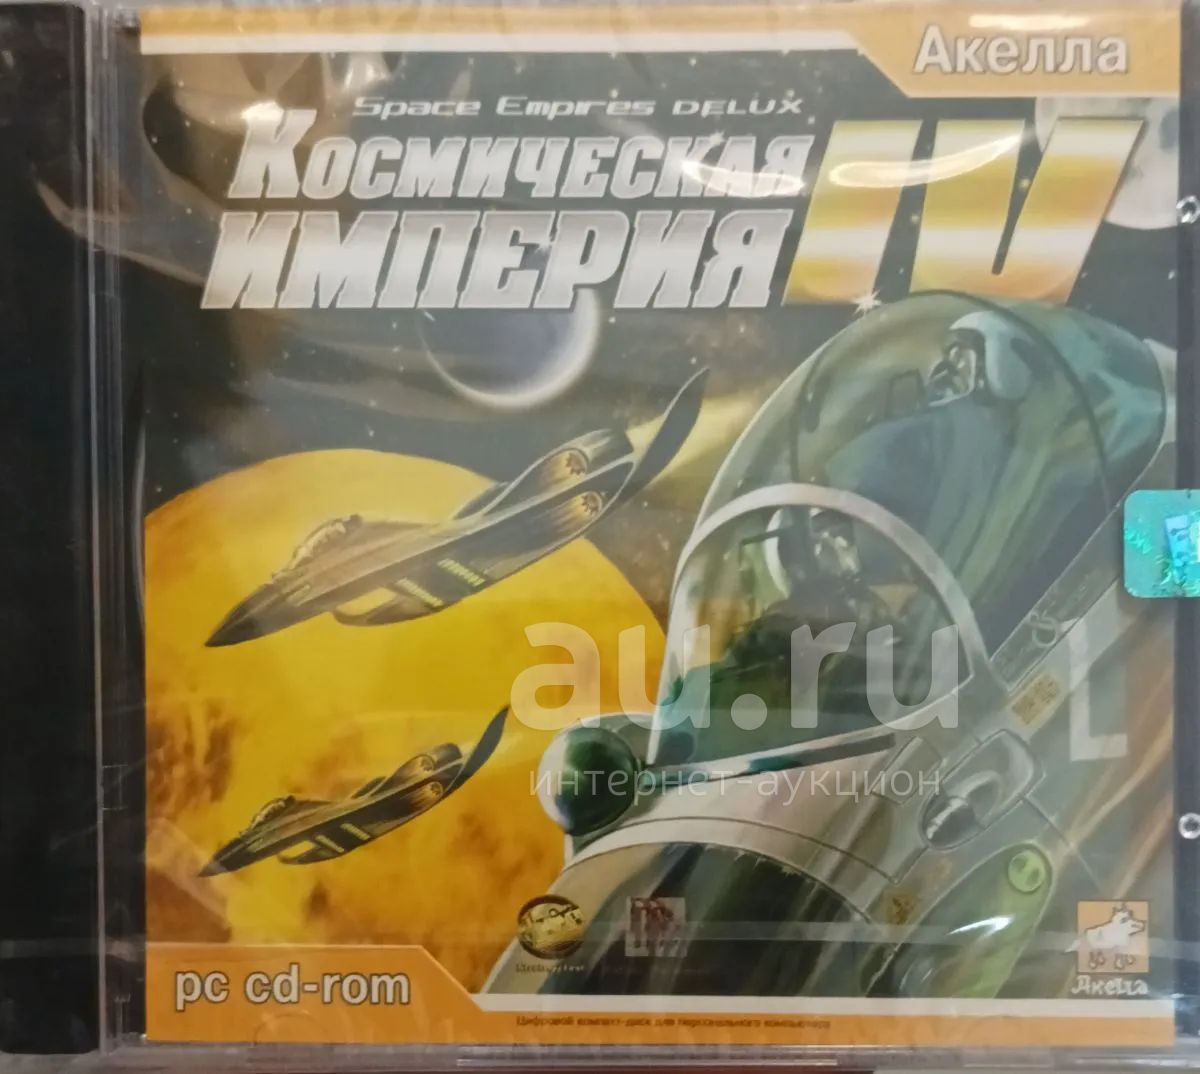 Акелла
Space Empires DELUX
Космическая
империя IV
au.ru
интернет-аукцион
pc cd-rom
Акелла
Цифровой компакт-диск для персонального компьютера